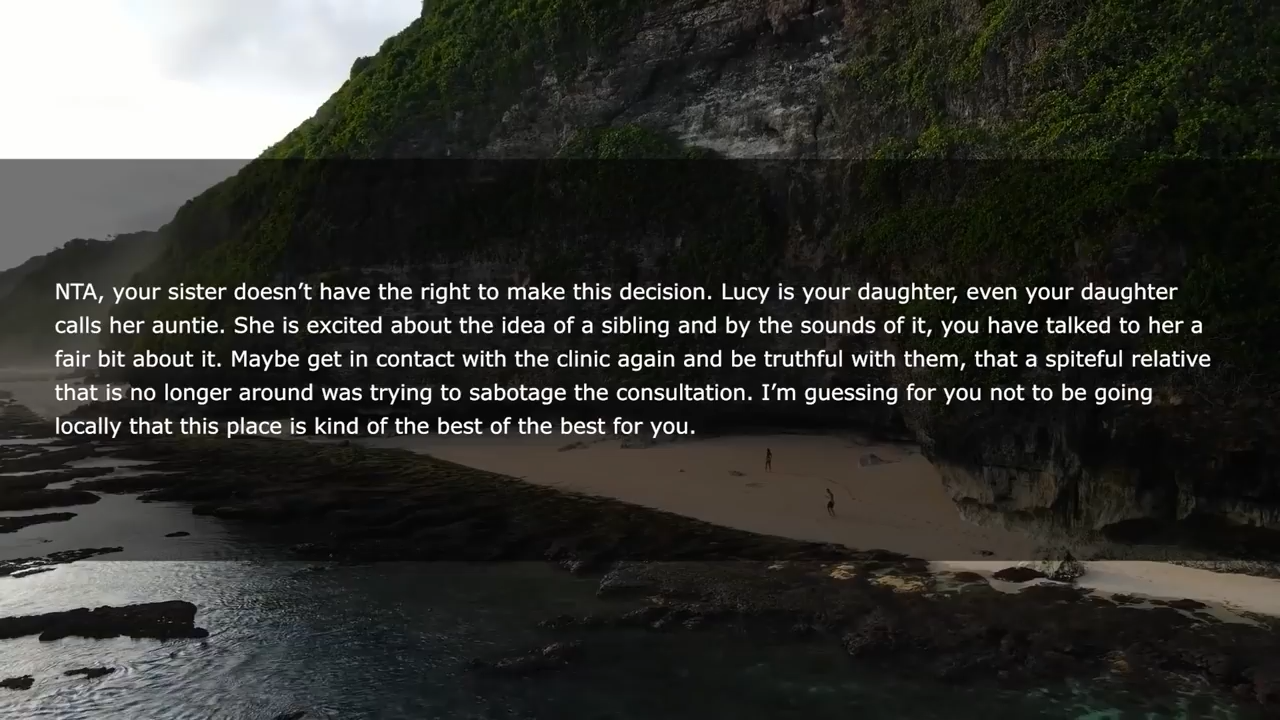 NTA, your sister doesn’t have the right to make this decision. Lucy is your daughter, even your daughter
calls her auntie. She is excited about the idea of a sibling and by the sounds of it, you have talked to her a
fair bit about it. Maybe get in contact with the clinic again and be truthful with them, that a spiteful relative
that is no longer around was trying to sabotage the consultation. I’m guessing for you not to be going
locally that this place is kind of the best of the best for you.